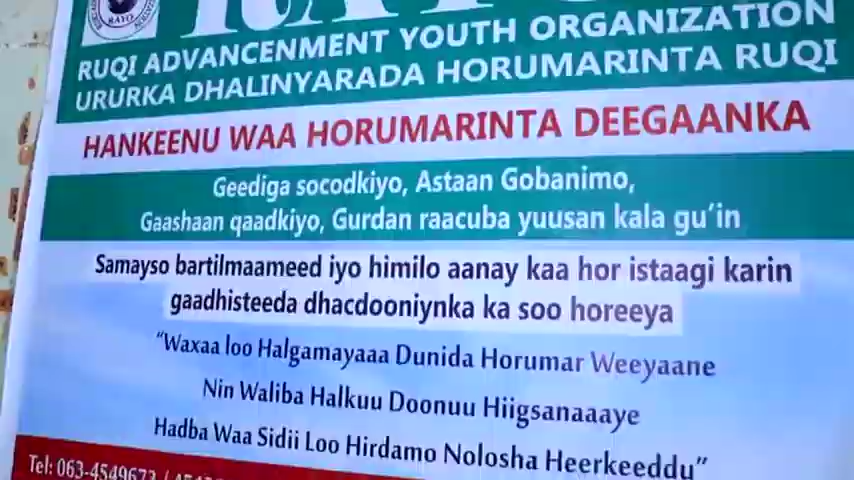 RAYO
RUQI ADVANCENMENT YOUTH ORGANIZATION
URURKA DHALINYARADA HORUMARINTA RUQI
HANKEENU WAA HORUMARINTA DEEGAANKA
Geediga socodkiyo, Astaan Gobanimo,
Gaashaan qaadkiyo, Gurdan raacuba yuusan kala gu'in
Samayso bartilmaameed iyo himilo aanay kaa hor istaagi karin
gaadhisteeda dhacdooniynka ka soo horeeya
"Waxaa loo Halgamayaaa Dunida Horumar Weeyaane
Nin Waliba Halkuu Doonuu Hiigsanaaaye
Hadba Waa Sidii Loo Hirdamo Nolosha Heerkeeddu"
Tel: 063-4549673 /